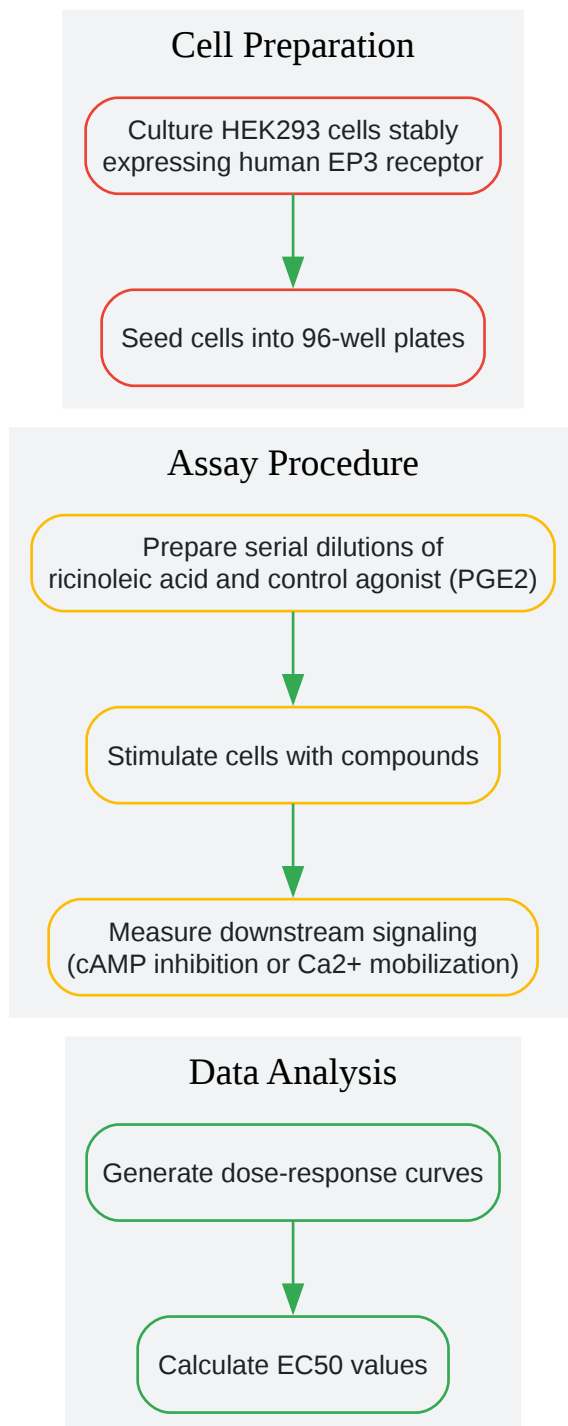 Cell Preparation
Culture HEK293 cells stably
expressing human EP3 receptor
Seed cells into 96-well plates
Assay Procedure
Prepare serial dilutions of
ricinoleic acid and control agonist (PGE2)
Stimulate cells with compounds
Measure downstream signaling
(cAMP inhibition or Ca2+ mobilization)
Data Analysis
Generate dose-response curves
Calculate EC50 values